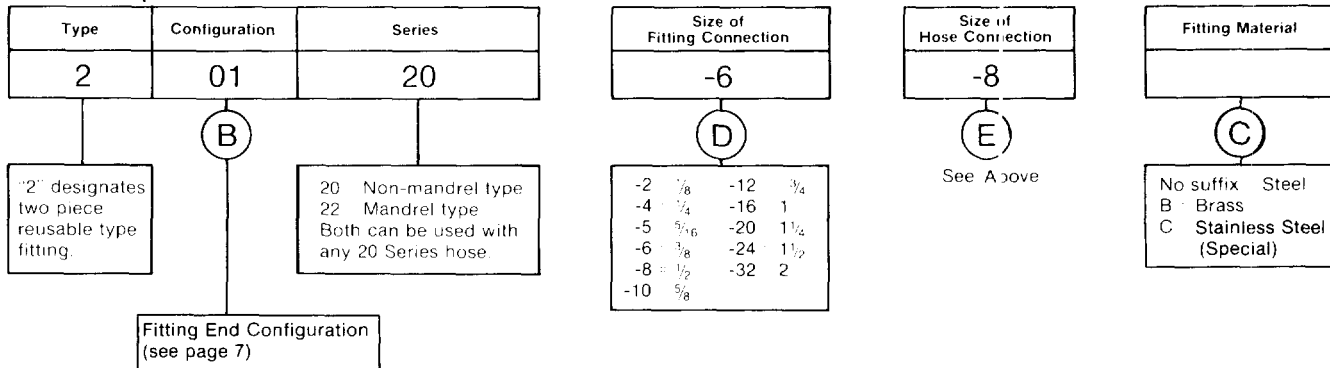 Type Configuration Series
2 01 20
B
"2" designates
two piece
reusable type
fitting.
20 Non-mandrel type
22 Mandrel type
Both can be used with
any 20 Series hose.
Fitting End Configuration
(see page 7)
Size of
Fitting Connection
-6
D
-2 1/8 -12 3/4
-4 1/4 -16 1
-5 5/16 -20 1 1/4
-6 3/8 -24 1 1/2
-8 = 1/2 -32 2
-10 5/8
Size of
Hose Connection
-8
E
See Above
Fitting Material
C
No suffix Steel
B Brass
C Stainless Steel
(Special)